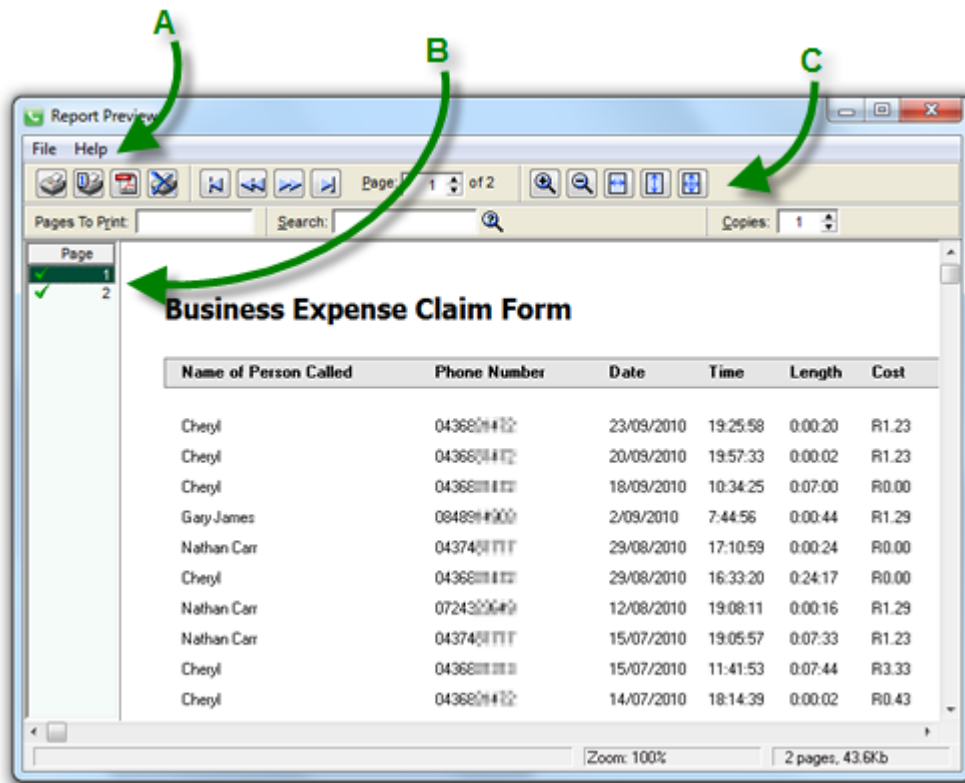 A
B
C
Report Preview
File Help
Page: 1 of 2
Pages To Print: Search: Copies: 1
Page
1
2
Business Expense Claim Form
Name of Person Called Phone Number Date Time Length Cost
Cheryl 23/09/2010 19:25:58 0:00:20 R1.23
Cheryl 20/09/2010 19:57:33 0:00:02 R1.23
Cheryl 18/09/2010 10:34:25 0:07:00 R0.00
Gary James 2/09/2010 7:44:56 0:00:44 R1.29
Nathan Carr 29/08/2010 17:10:59 0:00:24 R0.00
Cheryl 29/08/2010 16:33:20 0:24:17 R0.00
Nathan Carr 12/08/2010 19:08:11 0:00:16 R1.29
Nathan Carr 15/07/2010 19:05:57 0:07:33 R1.23
Cheryl 15/07/2010 11:41:53 0:07:44 R3.33
Cheryl 14/07/2010 18:14:39 0:00:02 R0.43
Zoom: 100% 2 pages, 43.6Kb